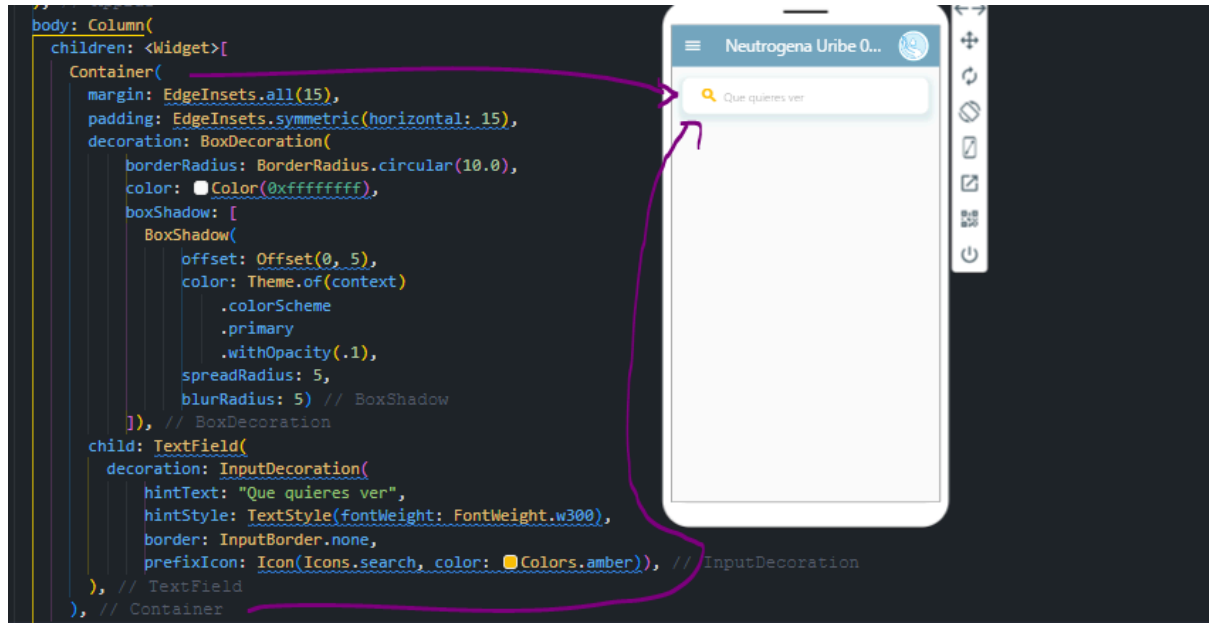 body: Column(
children: <Widget>[
Container(
margin: EdgeInsets.all(15),
padding: EdgeInsets.symmetric(horizontal: 15),
decoration: BoxDecoration(
borderRadius: BorderRadius.circular(10.0),
color: Color(0xffffffff),
boxShadow: [
BoxShadow(
offset: Offset(0, 5),
color: Theme.of(context)
.colorScheme
.primary
.withOpacity(.1),
spreadRadius: 5,
blurRadius: 5) // BoxShadow
]), // BoxDecoration
child: TextField(
decoration: InputDecoration(
hintText: "Que quieres ver",
hintStyle: TextStyle(fontWeight: FontWeight.w300),
border: InputBorder.none,
prefixIcon: Icon(Icons.search, color: Colors.amber)), // InputDecoration
), // TextField
), // Container
Neutrogena Uribe 0...
Que quieres ver